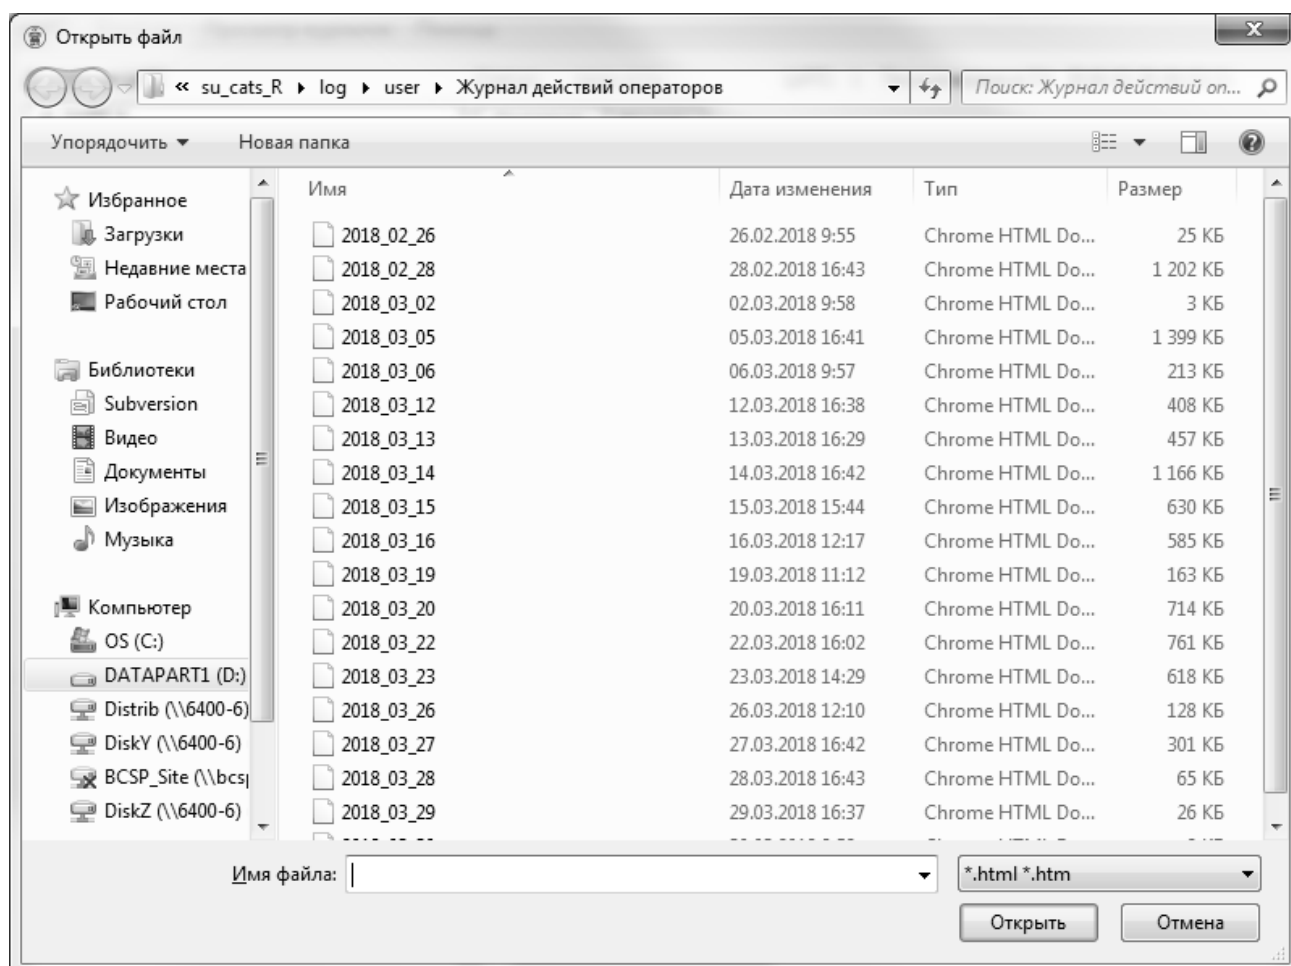 Открыть файл
« su_cats_R log user Журнал действий операторов Поиск: Журнал действий оп...
Упорядочить Новая папка
Имя Дата изменения Тип Размер
Избранное
Загрузки
Недавние места
Рабочий стол
Библиотеки
Subversion
Видео
Документы
Изображения
Музыка
Компьютер
OS (C:)
DATAPART1 (D:)
Distrib (\\6400-6)
DiskY (\\6400-6)
BCSP_Site (\\bcsp
DiskZ (\\6400-6)
2018_02_26 26.02.2018 9:55 Chrome HTML Do... 25 КБ
2018_02_28 28.02.2018 16:43 Chrome HTML Do... 1 202 КБ
2018_03_02 02.03.2018 9:58 Chrome HTML Do... 3 КБ
2018_03_05 05.03.2018 16:41 Chrome HTML Do... 1 399 КБ
2018_03_06 06.03.2018 9:57 Chrome HTML Do... 213 КБ
2018_03_12 12.03.2018 16:38 Chrome HTML Do... 408 КБ
2018_03_13 13.03.2018 16:29 Chrome HTML Do... 457 КБ
2018_03_14 14.03.2018 16:42 Chrome HTML Do... 1 166 КБ
2018_03_15 15.03.2018 15:44 Chrome HTML Do... 630 КБ
2018_03_16 16.03.2018 12:17 Chrome HTML Do... 585 КБ
2018_03_19 19.03.2018 11:12 Chrome HTML Do... 163 КБ
2018_03_20 20.03.2018 16:11 Chrome HTML Do... 714 КБ
2018_03_22 22.03.2018 16:02 Chrome HTML Do... 761 КБ
2018_03_23 23.03.2018 14:29 Chrome HTML Do... 618 КБ
2018_03_26 26.03.2018 12:10 Chrome HTML Do... 128 КБ
2018_03_27 27.03.2018 16:42 Chrome HTML Do... 301 КБ
2018_03_28 28.03.2018 16:43 Chrome HTML Do... 65 КБ
2018_03_29 29.03.2018 16:37 Chrome HTML Do... 26 КБ
Имя файла: *.html *.htm
Открыть Отмена